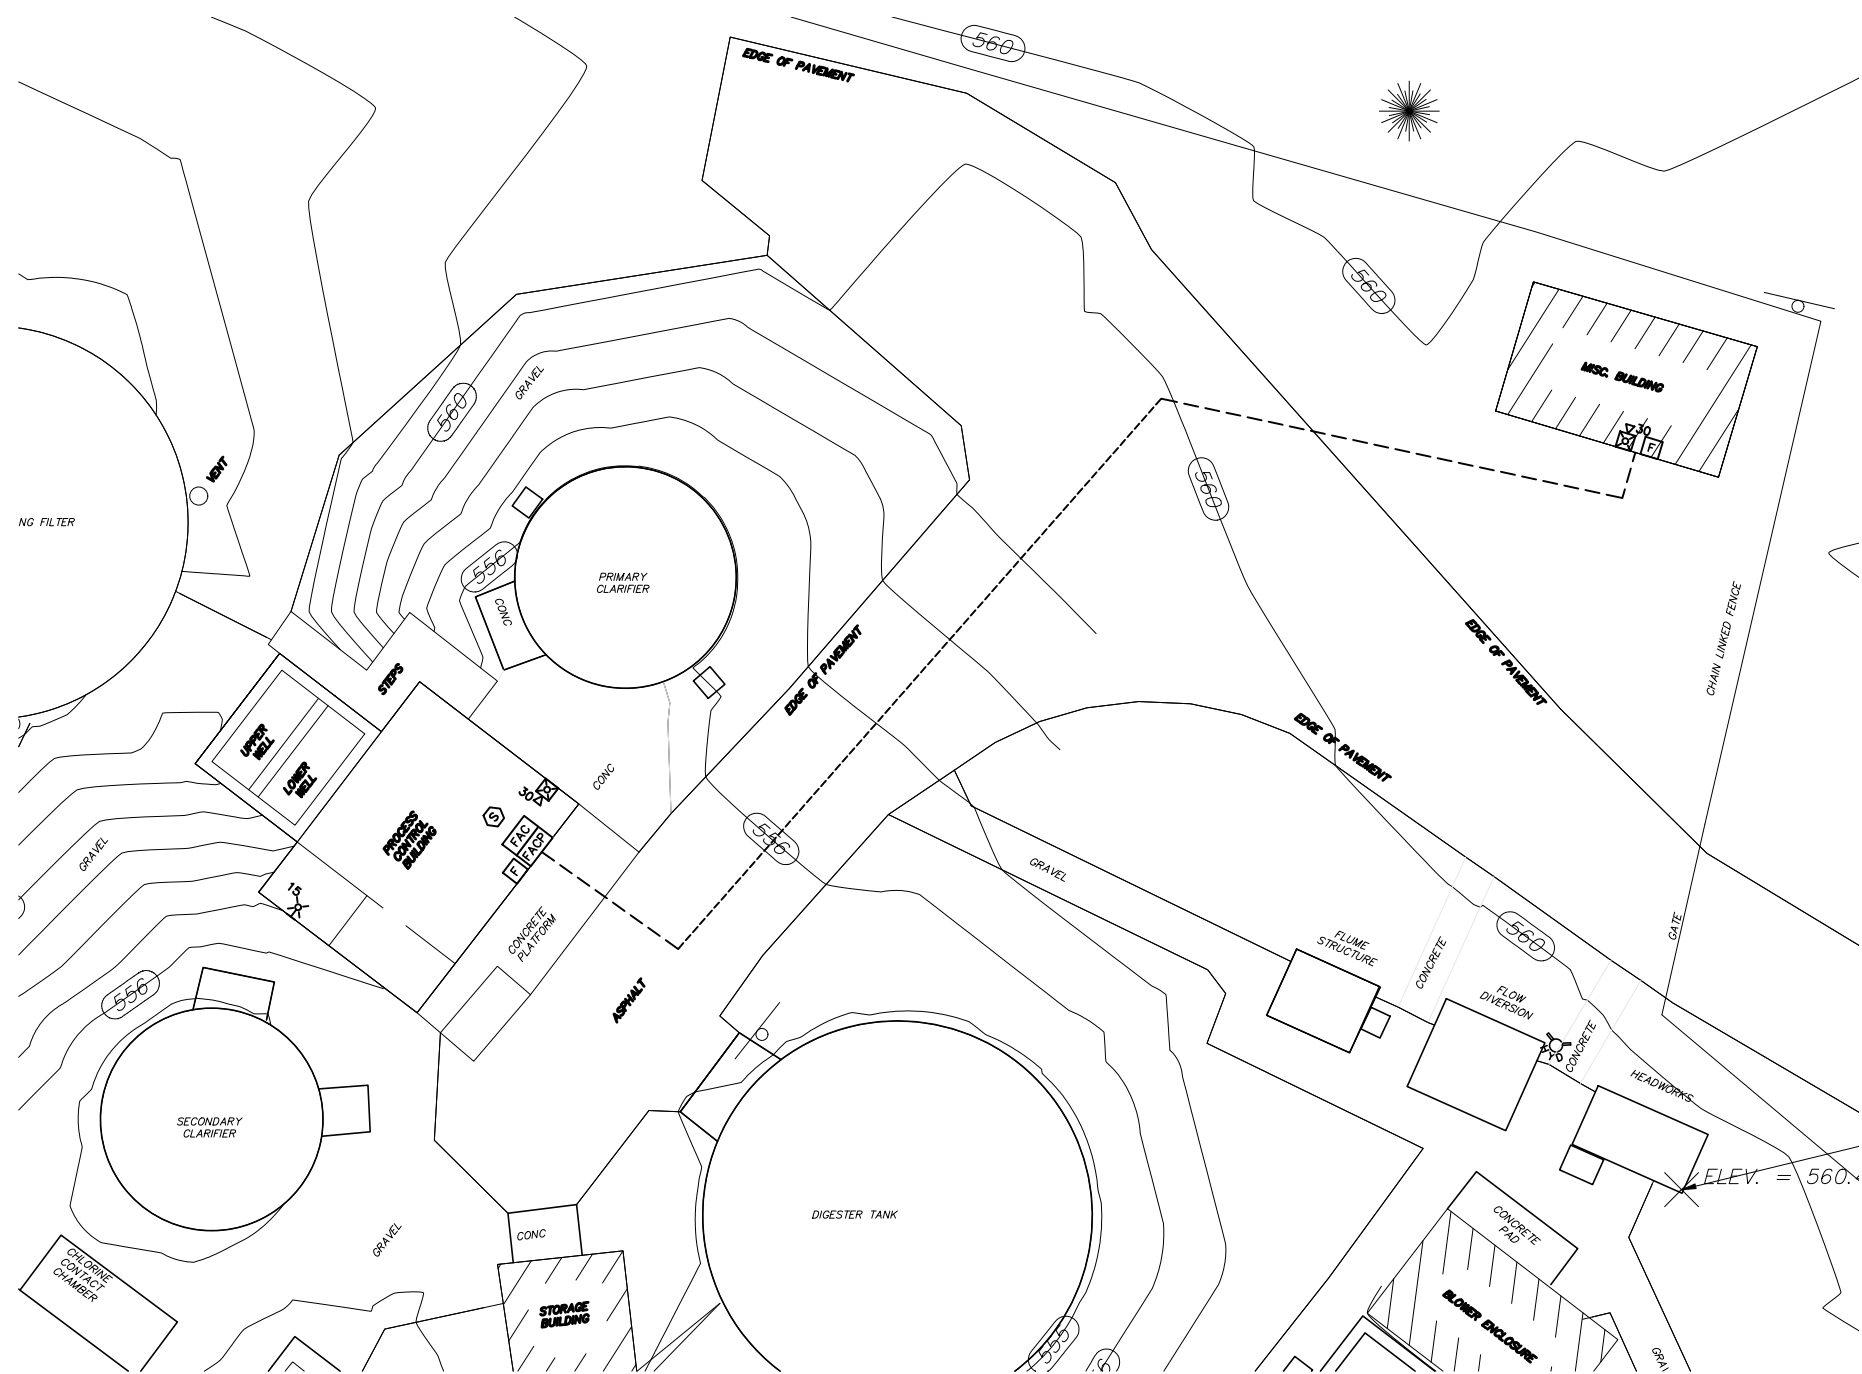 560
EDGE OF PAVEMENT
560
MISC. BUILDING
30
F
560
GRAVEL
560
VENT
NG FILTER
556
PRIMARY
CLARIFIER
CONC
CHAIN LINKED FENCE
EDGE OF PAVEMENT
EDGE OF PAVEMENT
EDGE OF PAVEMENT
STEPS
UPPER
WELL
LOWER
WELL
CONC
30
S
FAC
FACP
F
PROCESS
CONTROL
BUILDING
556
GRAVEL
GRAVEL
15
CONCRETE
PLATFORM
GATE
560
FLUME
STRUCTURE
CONCRETE
FLOW
DIVERSION
556
ASPHALT
CONCRETE
HEADWORKS
SECONDARY
CLARIFIER
ELEV. = 560.
DIGESTER TANK
CONC
GRAVEL
CONCRETE
PAD
CHLORINE
CONTACT
CHAMBER
STORAGE
BUILDING
BLOWER ENCLOSURE
555
GRA